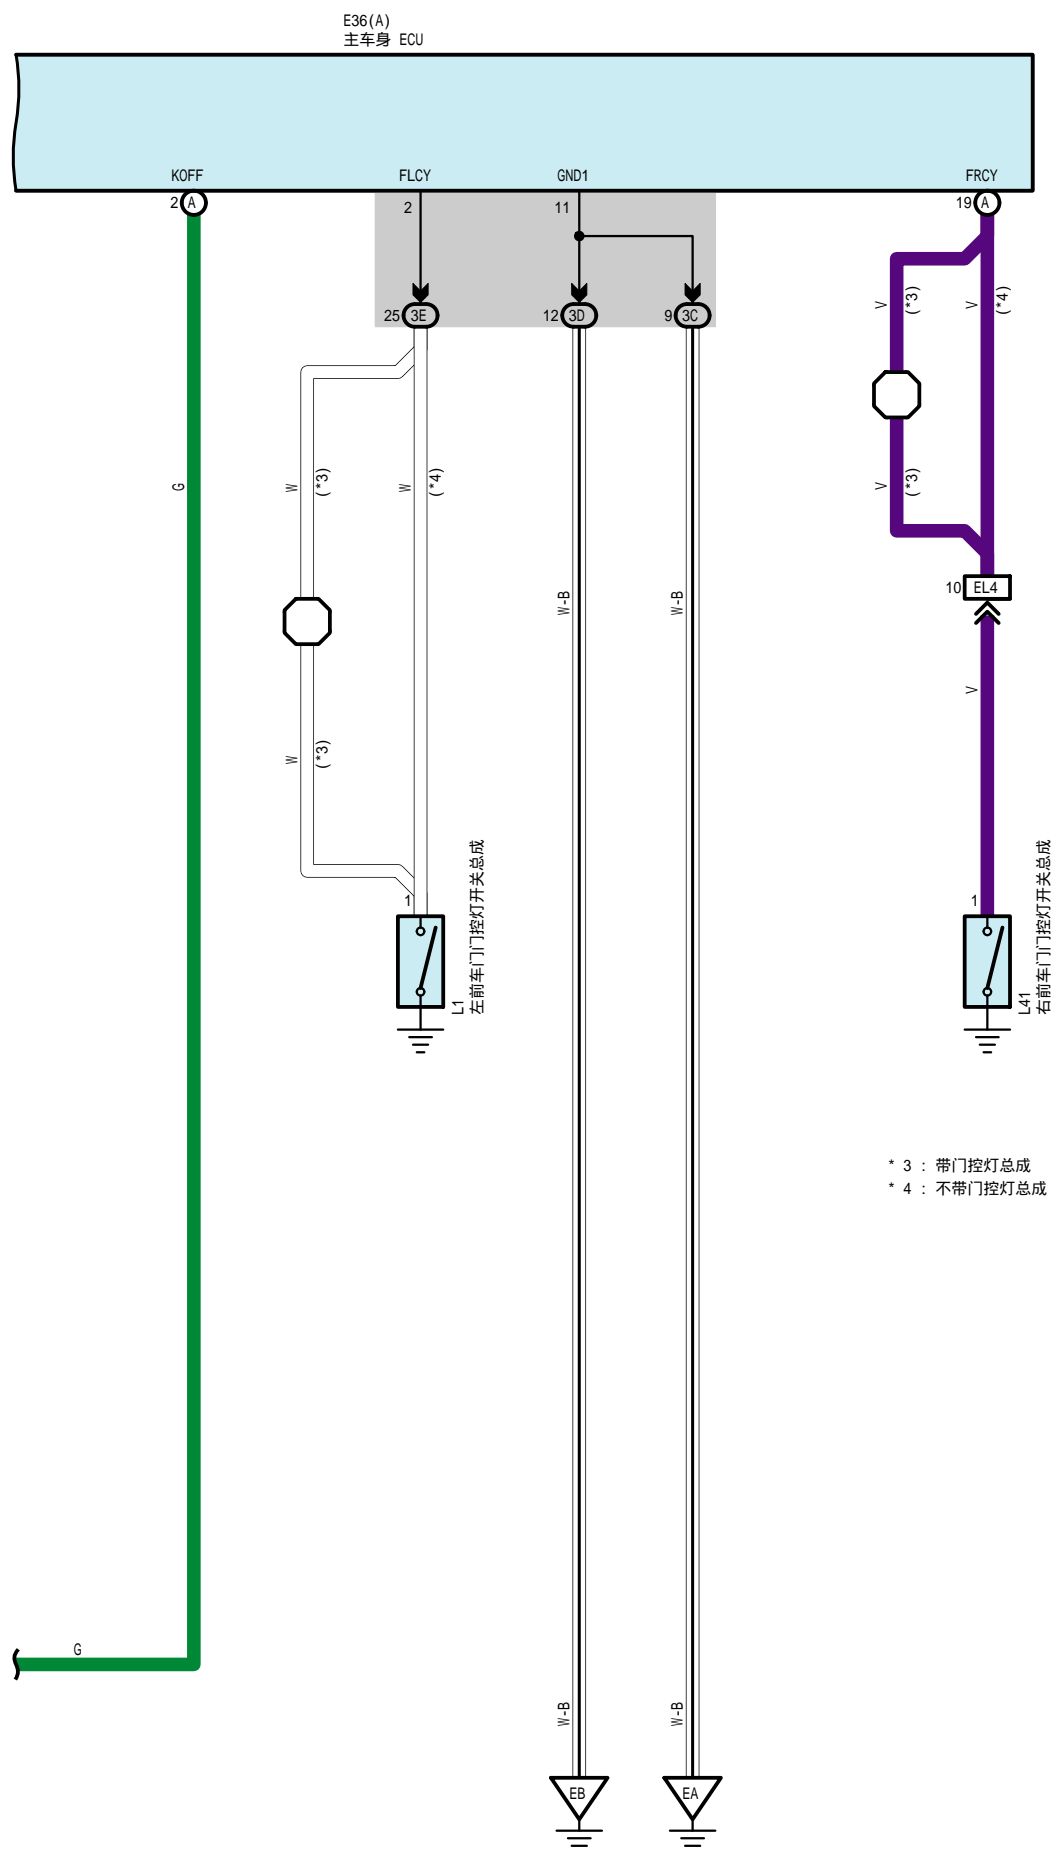 E36(A)
主车身 ECU
KOFF
FLCY
GND1
FRCY
2
A
2
11
19
A
25
3E
12
3D
9
3C
V
(*3)
V
(*4)
G
W
(*3)
W
(*4)
V
(*3)
W-B
W-B
10
EL4
V
W
(*3)
1
L1
左前车门门控灯开关总成
1
L41
右前车门门控灯开关总成
* 3 : 带门控灯总成
* 4 : 不带门控灯总成
G
W-B
W-B
EB
EA